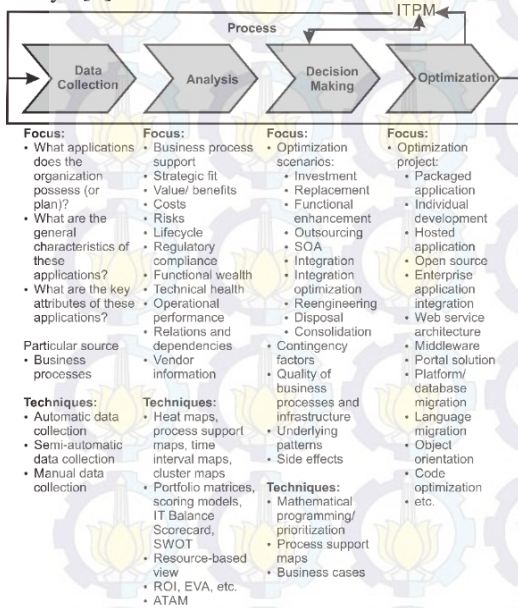 ITPM
Process
Data
Collection
Analysis
Decision
Making
Optimization
Focus:
• What applications
does the
organization
possess (or
plan)?
• What are the
general
characteristics of
these
applications?
• What are the key
attributes of these
applications?
Particular source
• Business
processes
Techniques:
• Automatic data
collection
• Semi-automatic
data collection
• Manual data
collection
Focus:
• Business process
support
• Strategic fit
• Value/ benefits
• Costs
• Risks
• Lifecycle
• Regulatory
compliance
• Functional wealth
• Technical health
• Operational
performance
• Relations and
dependencies
• Vendor
information
Techniques:
• Heat maps,
process support
maps, time
interval maps,
cluster maps
• Portfolio matrices,
scoring models,
IT Balance
Scorecard,
SWOT
• Resource-based
view
• ROI, EVA, etc.
• ATAM
Focus:
• Optimization
scenarios:
• Investment
• Replacement
• Functional
enhancement
• Outsourcing
• SOA
• Integration
• Integration
optimization
• Reengineering
• Disposal
• Consolidation
• Contingency
factors
• Quality of
business
processes and
infrastructure
• Underlying
patterns
• Side effects
Techniques:
• Mathematical
programming/
prioritization
• Process support
maps
• Business cases
Focus:
• Optimization
project:
• Packaged
application
• Individual
development
• Hosted
application
• Open source
• Enterprise
application
integration
• Web service
architecture
• Middleware
• Portal solution
• Platform/
database
migration
• Language
migration
• Object
orientation
• Code
optimization
• etc.